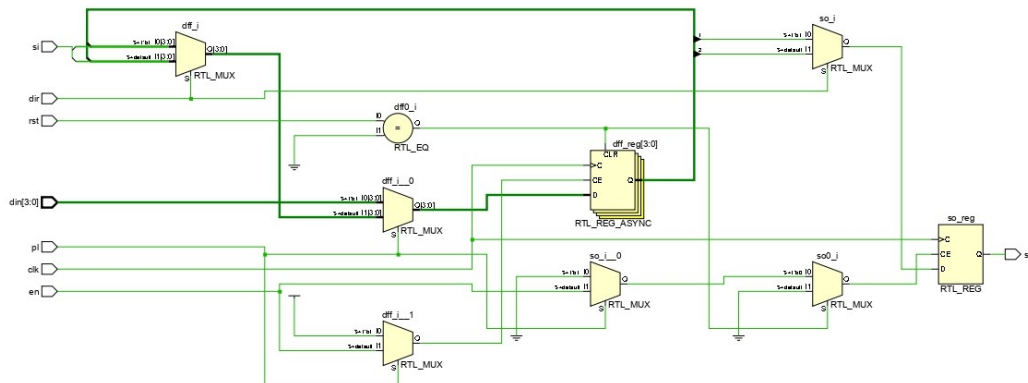 dff_i
so_i
S=1'b1 I0[3:0]
S=default I1[3:0]
Q[3:0]
S
RTL_MUX
si
1
2
S=1'b1 I0
S=default I1
Q
S
RTL_MUX
dir
rst
dff0_i
I0
I1
=
Q
RTL_EQ
dff_reg[3:0]
CLR
C
CE
D
Q
RTL_REG_ASYNC
din[3:0]
dff_i__0
S=1'b1 I0[3:0]
S=default I1[3:0]
Q[3:0]
S
RTL_MUX
so_reg
C
CE
D
Q
RTL_REG
s
pl
clk
en
so_i__0
S=1'b1 I0
S=default I1
Q
S
RTL_MUX
so0_i
I0
S=default I1
Q
S
RTL_MUX
dff_i__1
S=1'b1 I0
S=default I1
Q
S
RTL_MUX